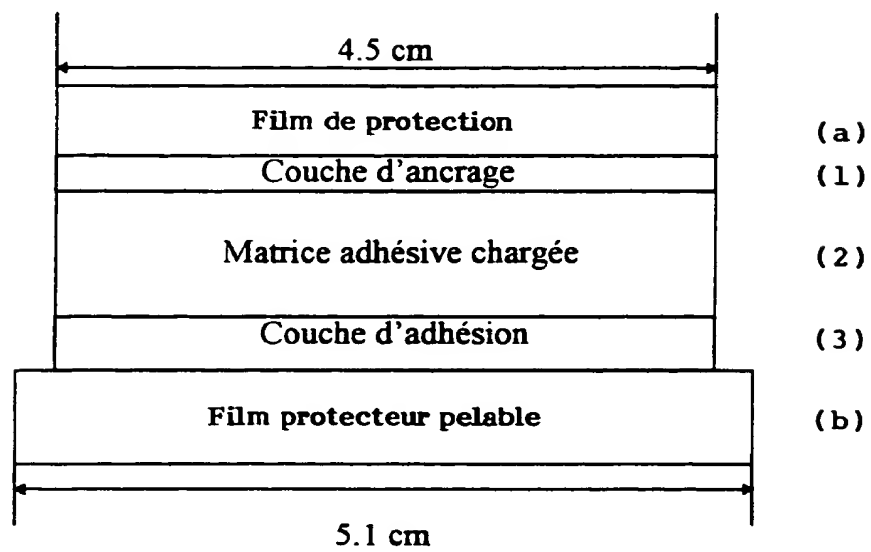 4.5 cm
Film de protection (a)
Couche d'ancrage (1)
Matrice adhésive chargée (2)
Couche d'adhésion (3)
Film protecteur pelable (b)
5.1 cm